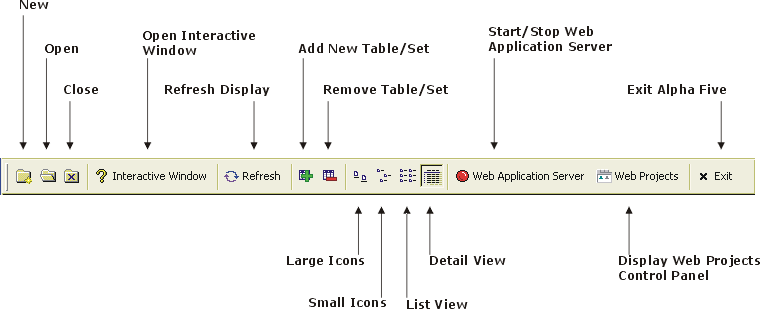 New
Open Interactive
Window
Start/Stop Web
Application Server
Open
Add New Table/Set
Close
Refresh Display
Remove Table/Set
Exit Alpha Five
Interactive Window
Refresh
Web Application Server
Web Projects
Exit
Large Icons
Detail View
Display Web Projects
Control Panel
Small Icons
List View